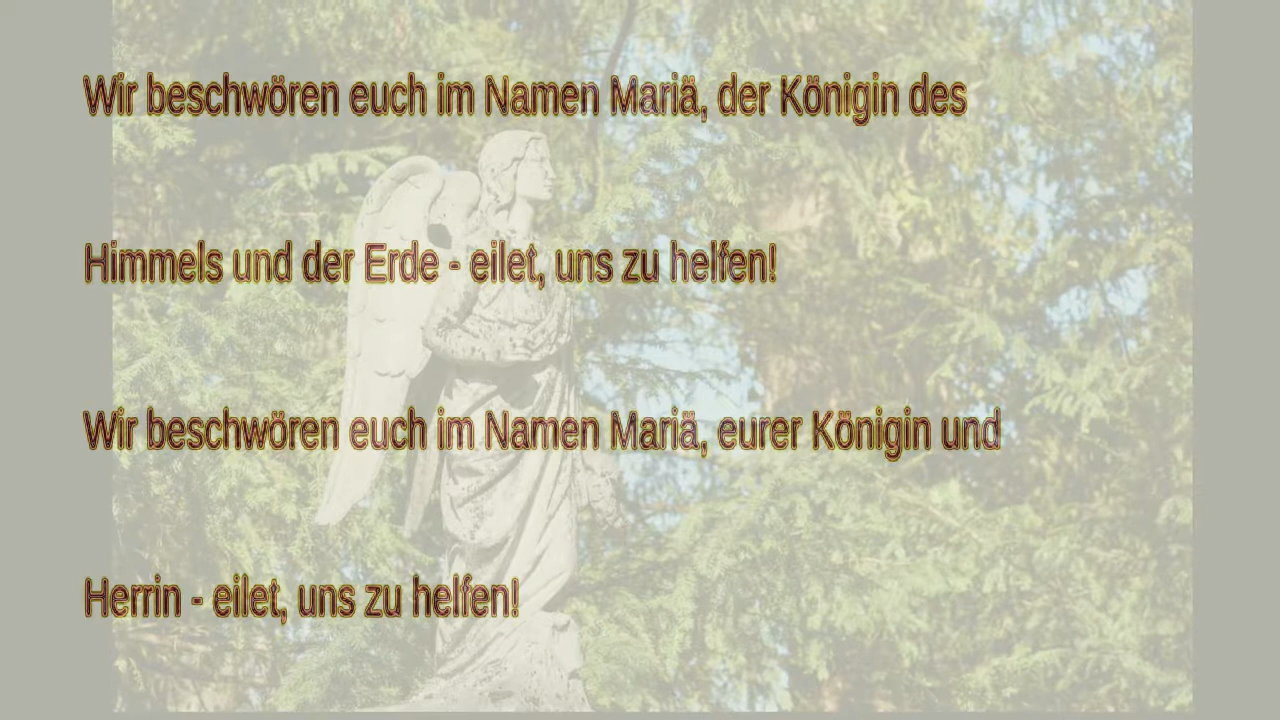 Wir beschwören euch im Namen Mariä, der Königin des
Himmels und der Erde - eilet, uns zu helfen!
Wir beschwören euch im Namen Mariä, eurer Königin und
Herrin - eilet, uns zu helfen!